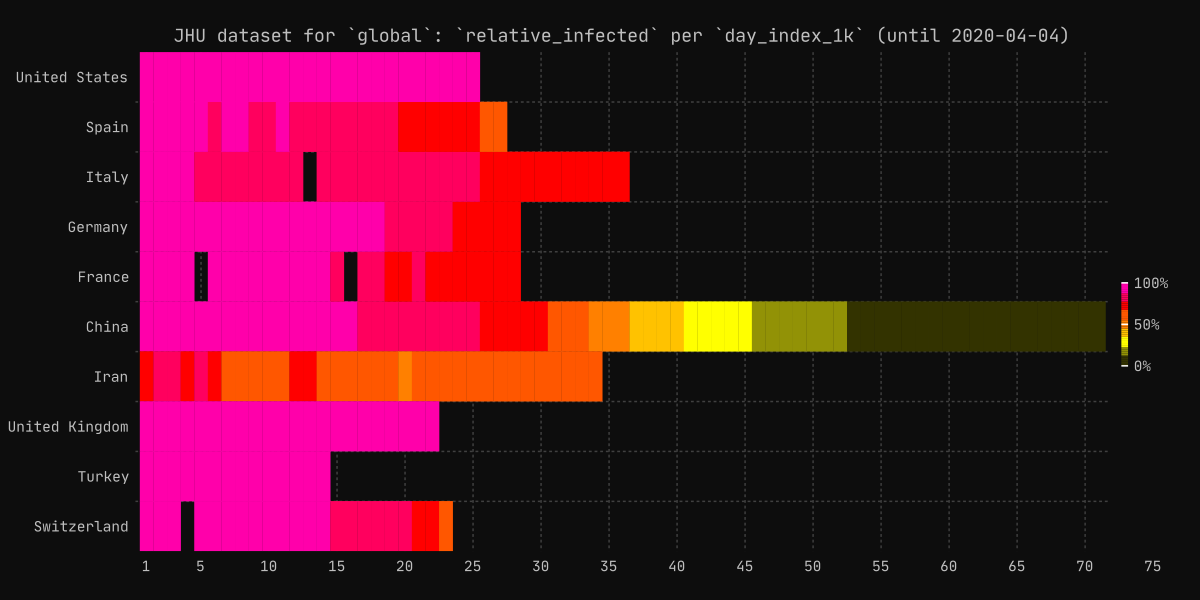 JHU dataset for `global`: `relative_infected` per `day_index_1k` (until 2020-04-04)
United States
Spain
Italy
Germany
France
China
Iran
United Kingdom
Turkey
Switzerland
100%
50%
0%
1 5 10 15 20 25 30 35 40 45 50 55 60 65 70 75